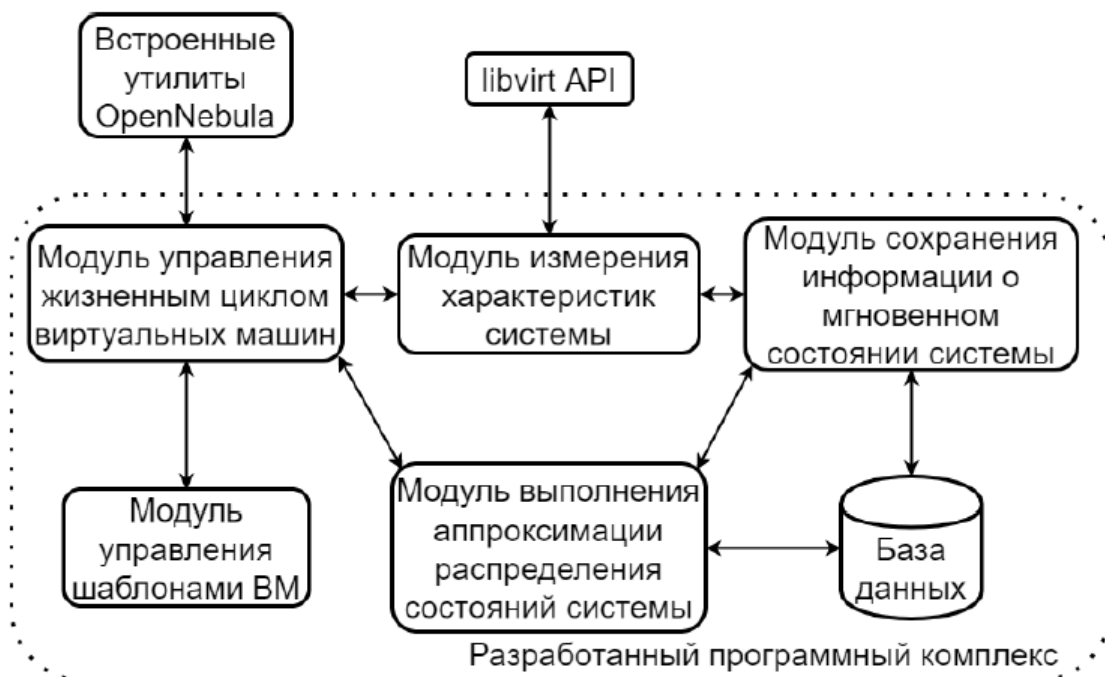 Встроенные
утилиты
OpenNebula
libvirt API
Модуль управления
жизненным циклом
виртуальных машин
Модуль измерения
характеристик
системы
Модуль сохранения
информации о
мгновенном
состоянии системы
Модуль
управления
шаблонами ВМ
Модуль выполнения
аппроксимации
распределения
состояний системы
База
данных
Разработанный программный комплекс